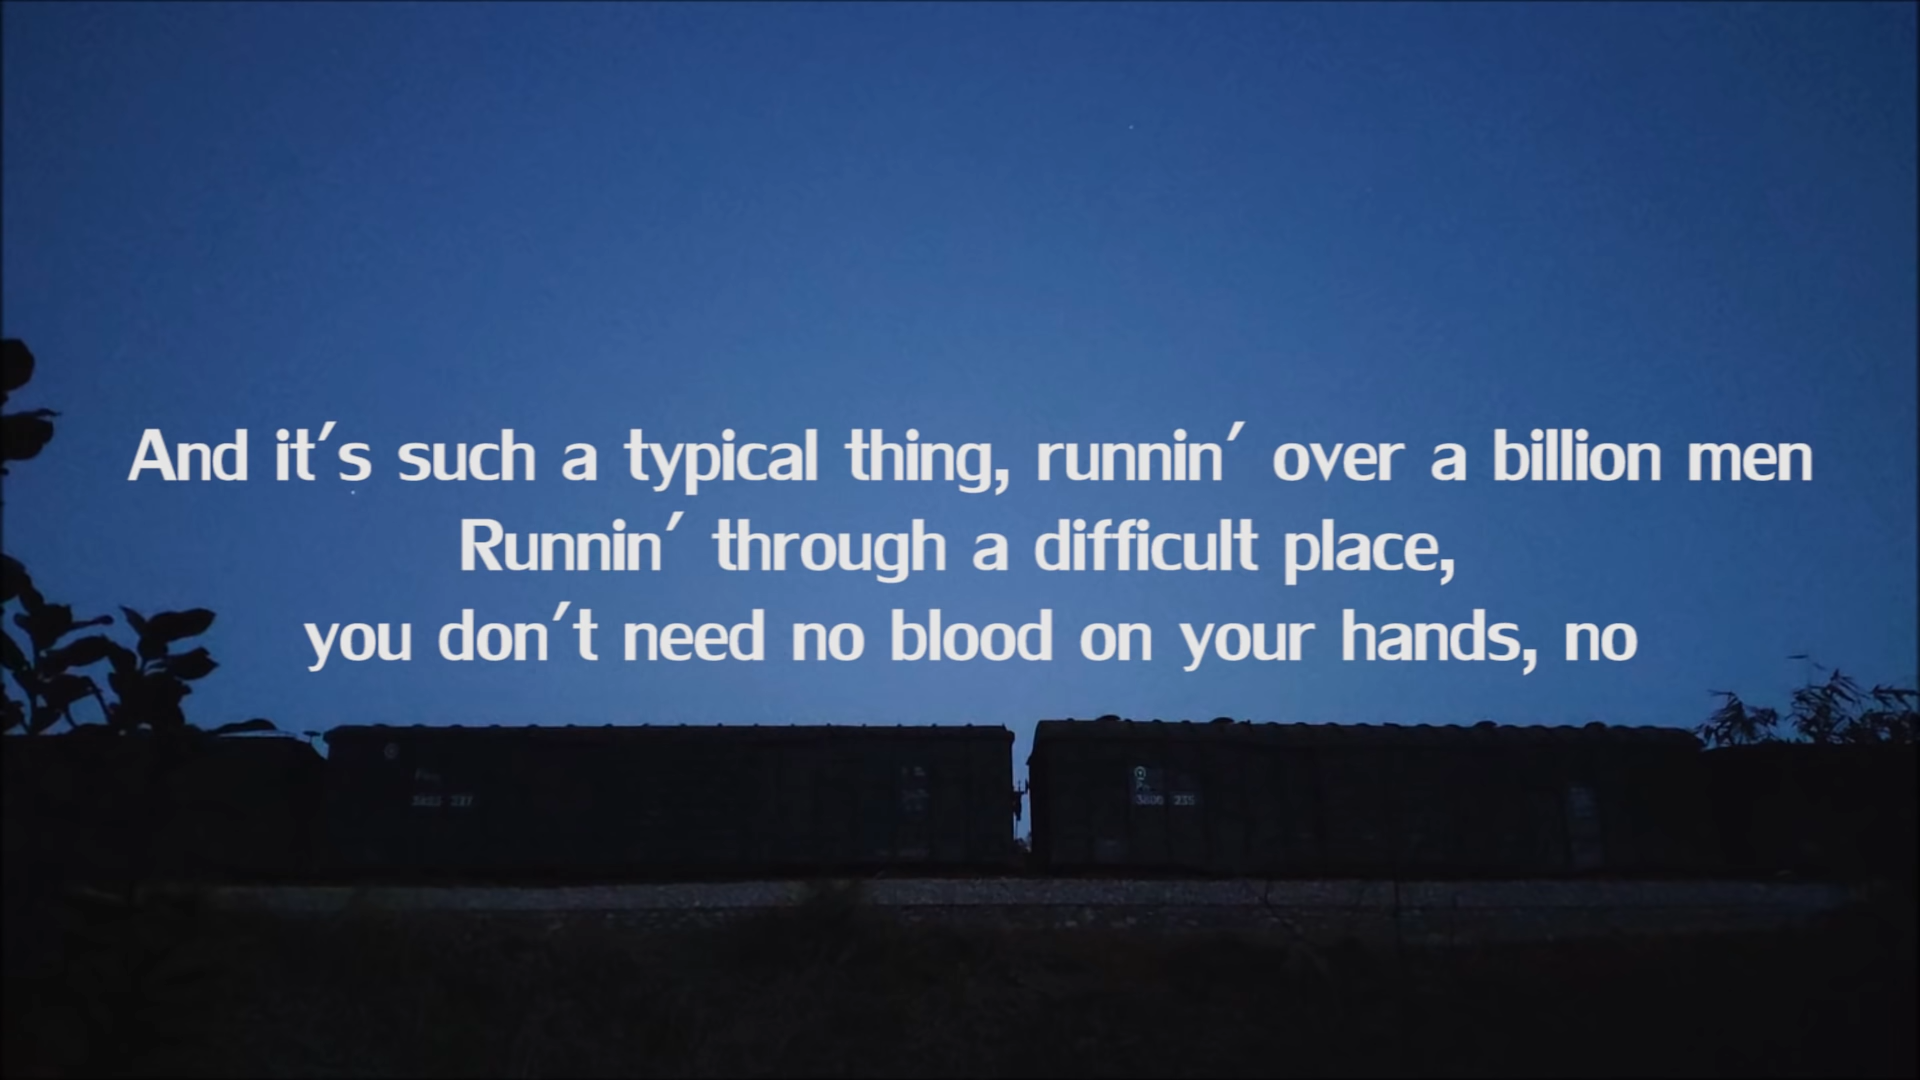 And it's such a typical thing, runnin' over a billion men
Runnin' through a difficult place,
you don't need no blood on your hands, no